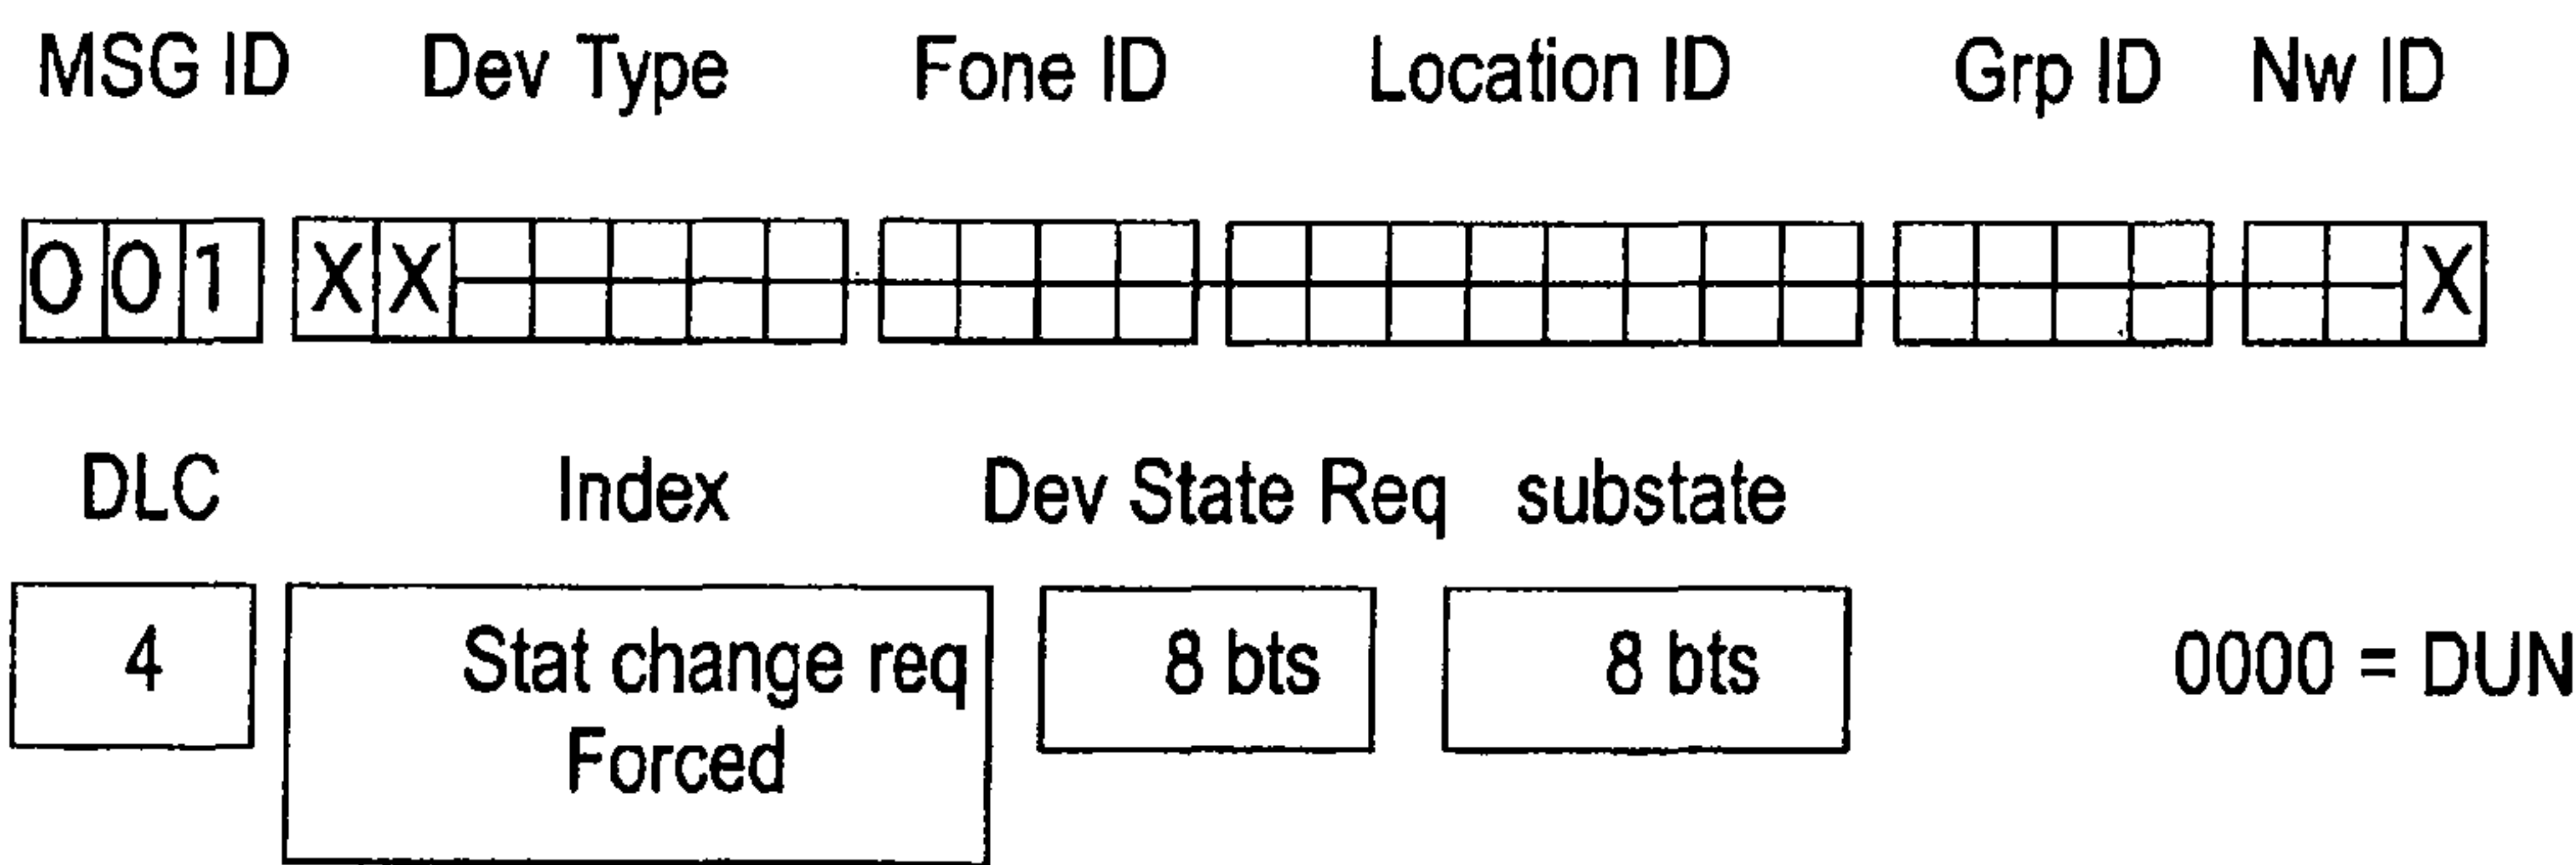 MSG ID Dev Type Fone ID Location ID Grp ID Nw ID
0 0 1 X X X
DLC Index Dev State Req substate
4 Stat change req 8 bts 8 bts 0000 = DUN
Forced